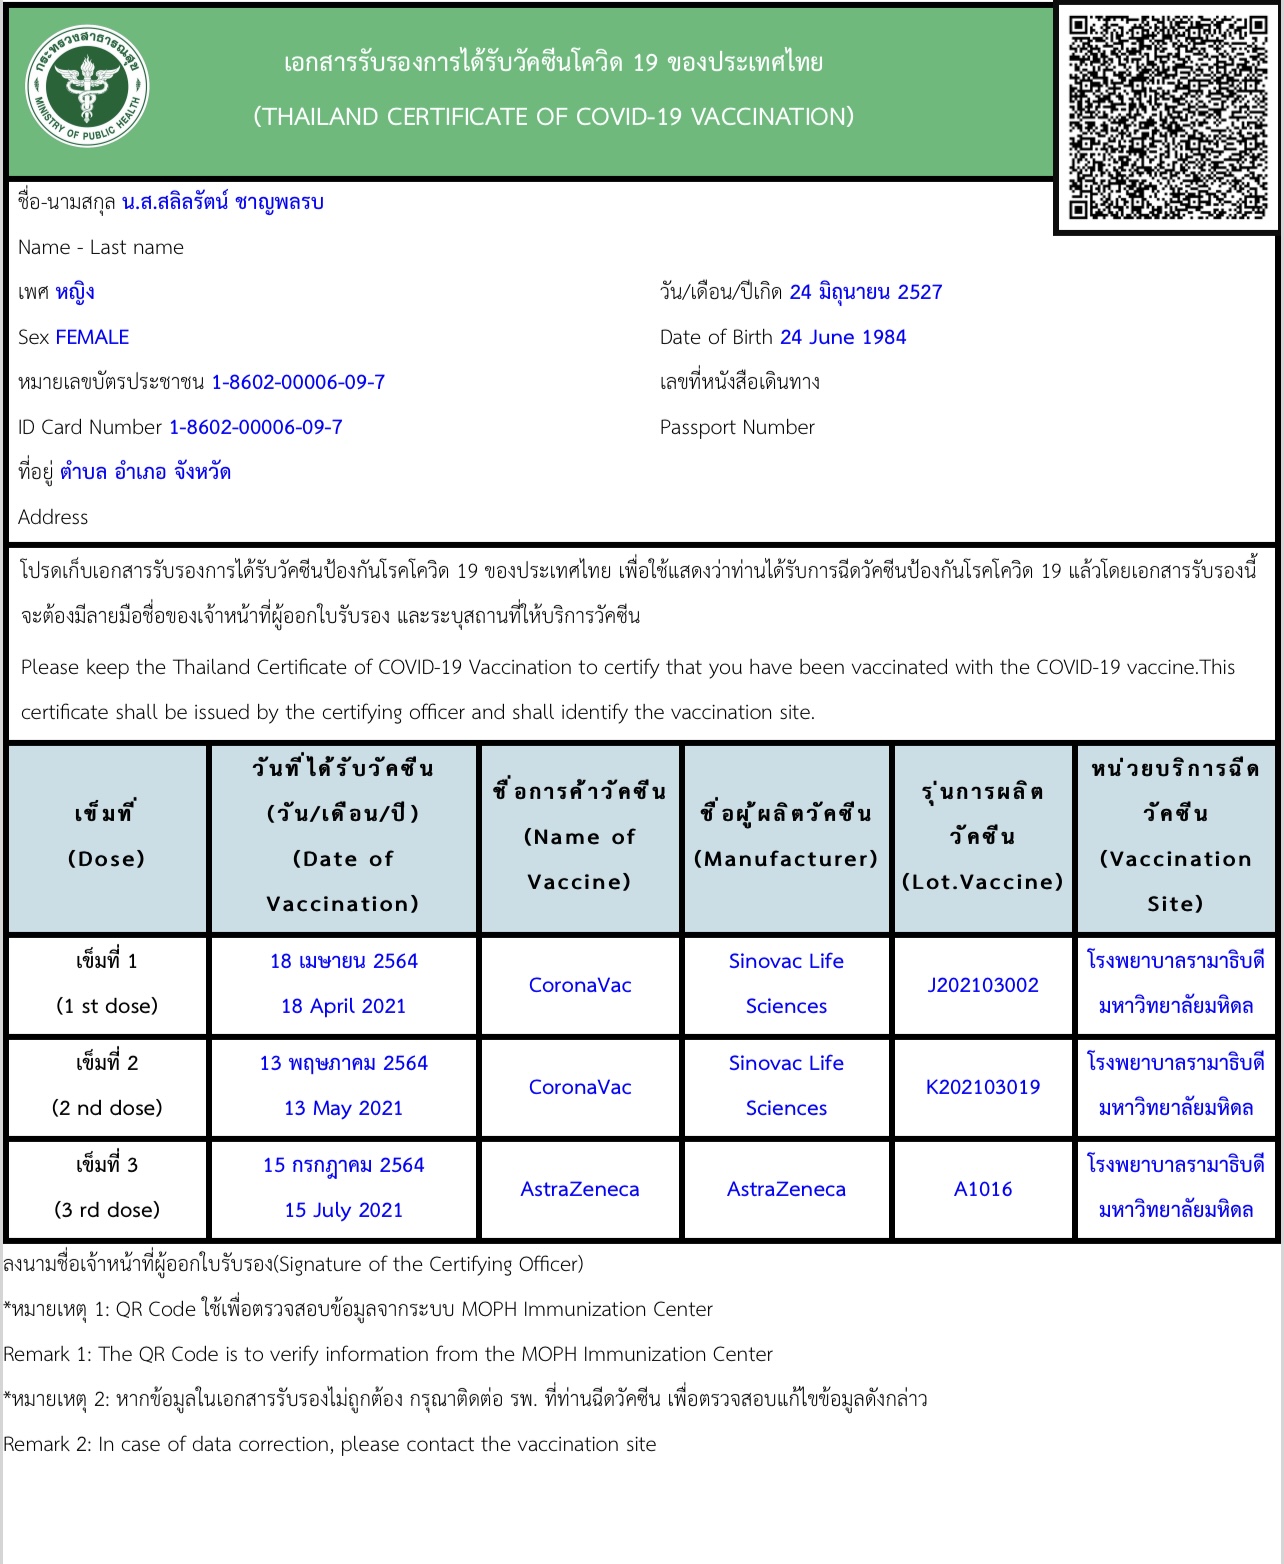 กระทรวงสาธารณสุข
MINISTRY OF PUBLIC HEALTH
เอกสารรับรองการได้รับวัคซีนโควิด 19 ของประเทศไทย
(THAILAND CERTIFICATE OF COVID-19 VACCINATION)
ชื่อ-นามสกุล น.ส.สลิลรัตน์ ชาญพลรบ
Name - Last name
เพศ หญิง วัน/เดือน/ปีเกิด 24 มิถุนายน 2527
Sex FEMALE Date of Birth 24 June 1984
หมายเลขบัตรประชาชน 1-8602-00006-09-7 เลขที่หนังสือเดินทาง
ID Card Number 1-8602-00006-09-7 Passport Number
ที่อยู่ ตำบล อำเภอ จังหวัด
Address
โปรดเก็บเอกสารรับรองการได้รับวัคซีนป้องกันโรคโควิด 19 ของประเทศไทย เพื่อใช้แสดงว่าท่านได้รับการฉีดวัคซีนป้องกันโรคโควิด 19 แล้วโดยเอกสารรับรองนี้
จะต้องมีลายมือชื่อของเจ้าหน้าที่ผู้ออกใบรับรอง และระบุสถานที่ให้บริการวัคซีน
Please keep the Thailand Certificate of COVID-19 Vaccination to certify that you have been vaccinated with the COVID-19 vaccine.This
certificate shall be issued by the certifying officer and shall identify the vaccination site.
เข็มที่
(Dose)
วันที่ได้รับวัคซีน
(วัน/เดือน/ปี)
(Date of
Vaccination)
ชื่อการค้าวัคซีน
(Name of
Vaccine)
ชื่อผู้ผลิตวัคซีน
(Manufacturer)
รุ่นการผลิต
วัคซีน
(Lot.Vaccine)
หน่วยบริการฉีด
วัคซีน
(Vaccination
Site)
เข็มที่ 1
(1 st dose)
18 เมษายน 2564
18 April 2021
CoronaVac
Sinovac Life
Sciences
J202103002
โรงพยาบาลรามาธิบดี
มหาวิทยาลัยมหิดล
เข็มที่ 2
(2 nd dose)
13 พฤษภาคม 2564
13 May 2021
CoronaVac
Sinovac Life
Sciences
K202103019
โรงพยาบาลรามาธิบดี
มหาวิทยาลัยมหิดล
เข็มที่ 3
(3 rd dose)
15 กรกฎาคม 2564
15 July 2021
AstraZeneca
AstraZeneca
A1016
โรงพยาบาลรามาธิบดี
มหาวิทยาลัยมหิดล
ลงนามชื่อเจ้าหน้าที่ผู้ออกใบรับรอง(Signature of the Certifying Officer)
*หมายเหตุ 1: QR Code ใช้เพื่อตรวจสอบข้อมูลจากระบบ MOPH Immunization Center
Remark 1: The QR Code is to verify information from the MOPH Immunization Center
*หมายเหตุ 2: หากข้อมูลในเอกสารรับรองไม่ถูกต้อง กรุณาติดต่อ รพ. ที่ท่านฉีดวัคซีน เพื่อตรวจสอบแก้ไขข้อมูลดังกล่าว
Remark 2: In case of data correction, please contact the vaccination site